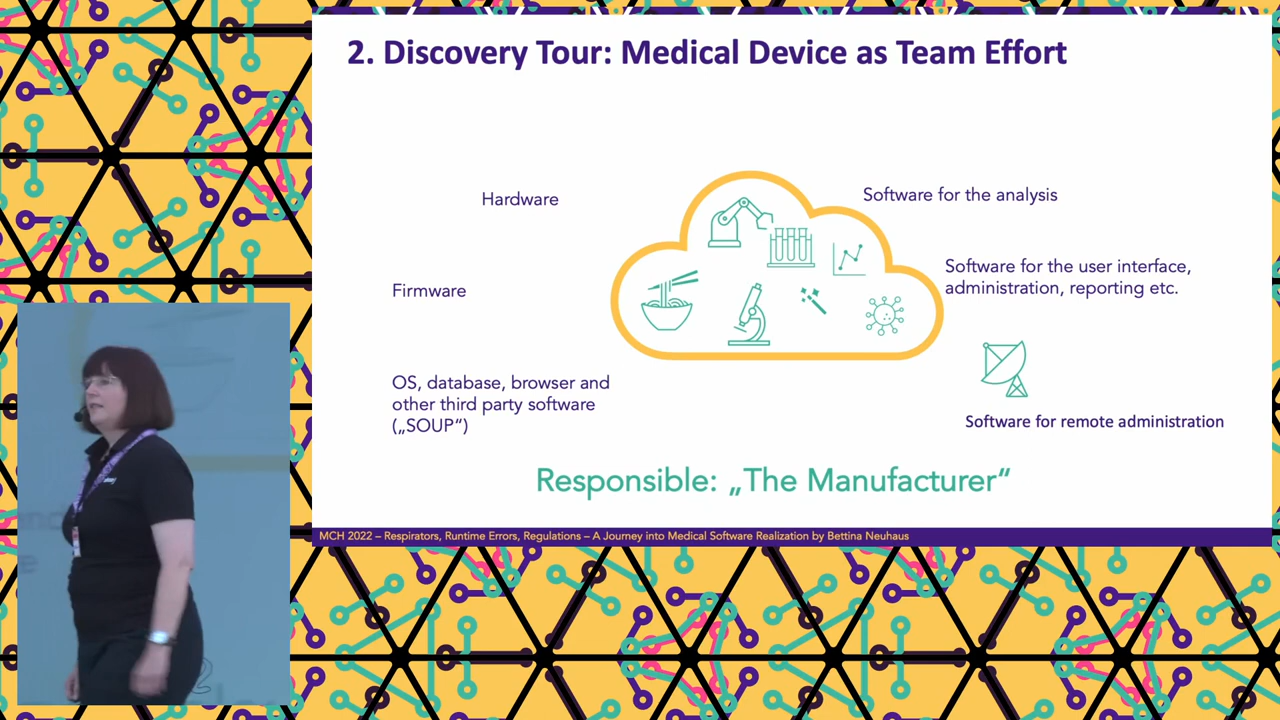 2. Discovery Tour: Medical Device as Team Effort
Hardware
Software for the analysis
Firmware
Software for the user interface,
administration, reporting etc.
OS, database, browser and
other third party software
(„SOUP“)
Software for remote administration
Responsible: „The Manufacturer“
MCH 2022 – Respirators, Runtime Errors, Regulations – A Journey into Medical Software Realization by Bettina Neuhaus